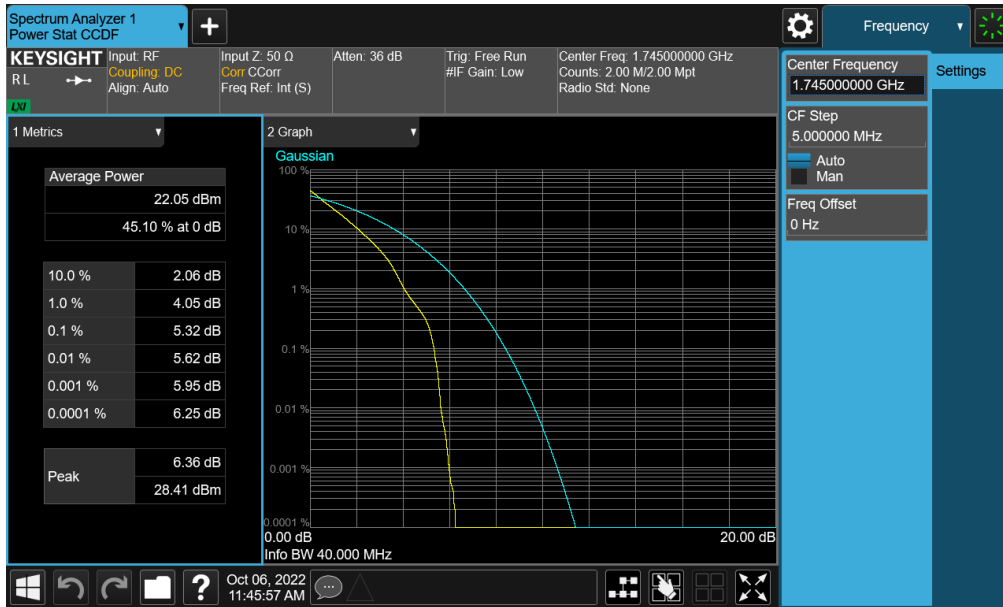 Spectrum Analyzer 1
Power Stat CCDF
+
Frequency
KEYSIGHT
R L
LXI
Input: RF
Coupling: DC
Align: Auto
Input Z: 50 Ω
Corr CCorr
Freq Ref: Int (S)
Atten: 36 dB
Trig: Free Run
#IF Gain: Low
Center Freq: 1.745000000 GHz
Counts: 2.00 M/2.00 Mpt
Radio Std: None
Center Frequency
1.745000000 GHz
Settings
CF Step
5.000000 MHz
Auto
Man
Freq Offset
0 Hz
1 Metrics
Average Power
22.05 dBm
45.10 % at 0 dB
10.0 % 2.06 dB
1.0 % 4.05 dB
0.1 % 5.32 dB
0.01 % 5.62 dB
0.001 % 5.95 dB
0.0001 % 6.25 dB
Peak
6.36 dB
28.41 dBm
2 Graph
Gaussian
100 %
10 %
1 %
0.1 %
0.01 %
0.001 %
0.0001 %
0.00 dB 20.00 dB
Info BW 40.000 MHz
?
Oct 06, 2022
11:45:57 AM